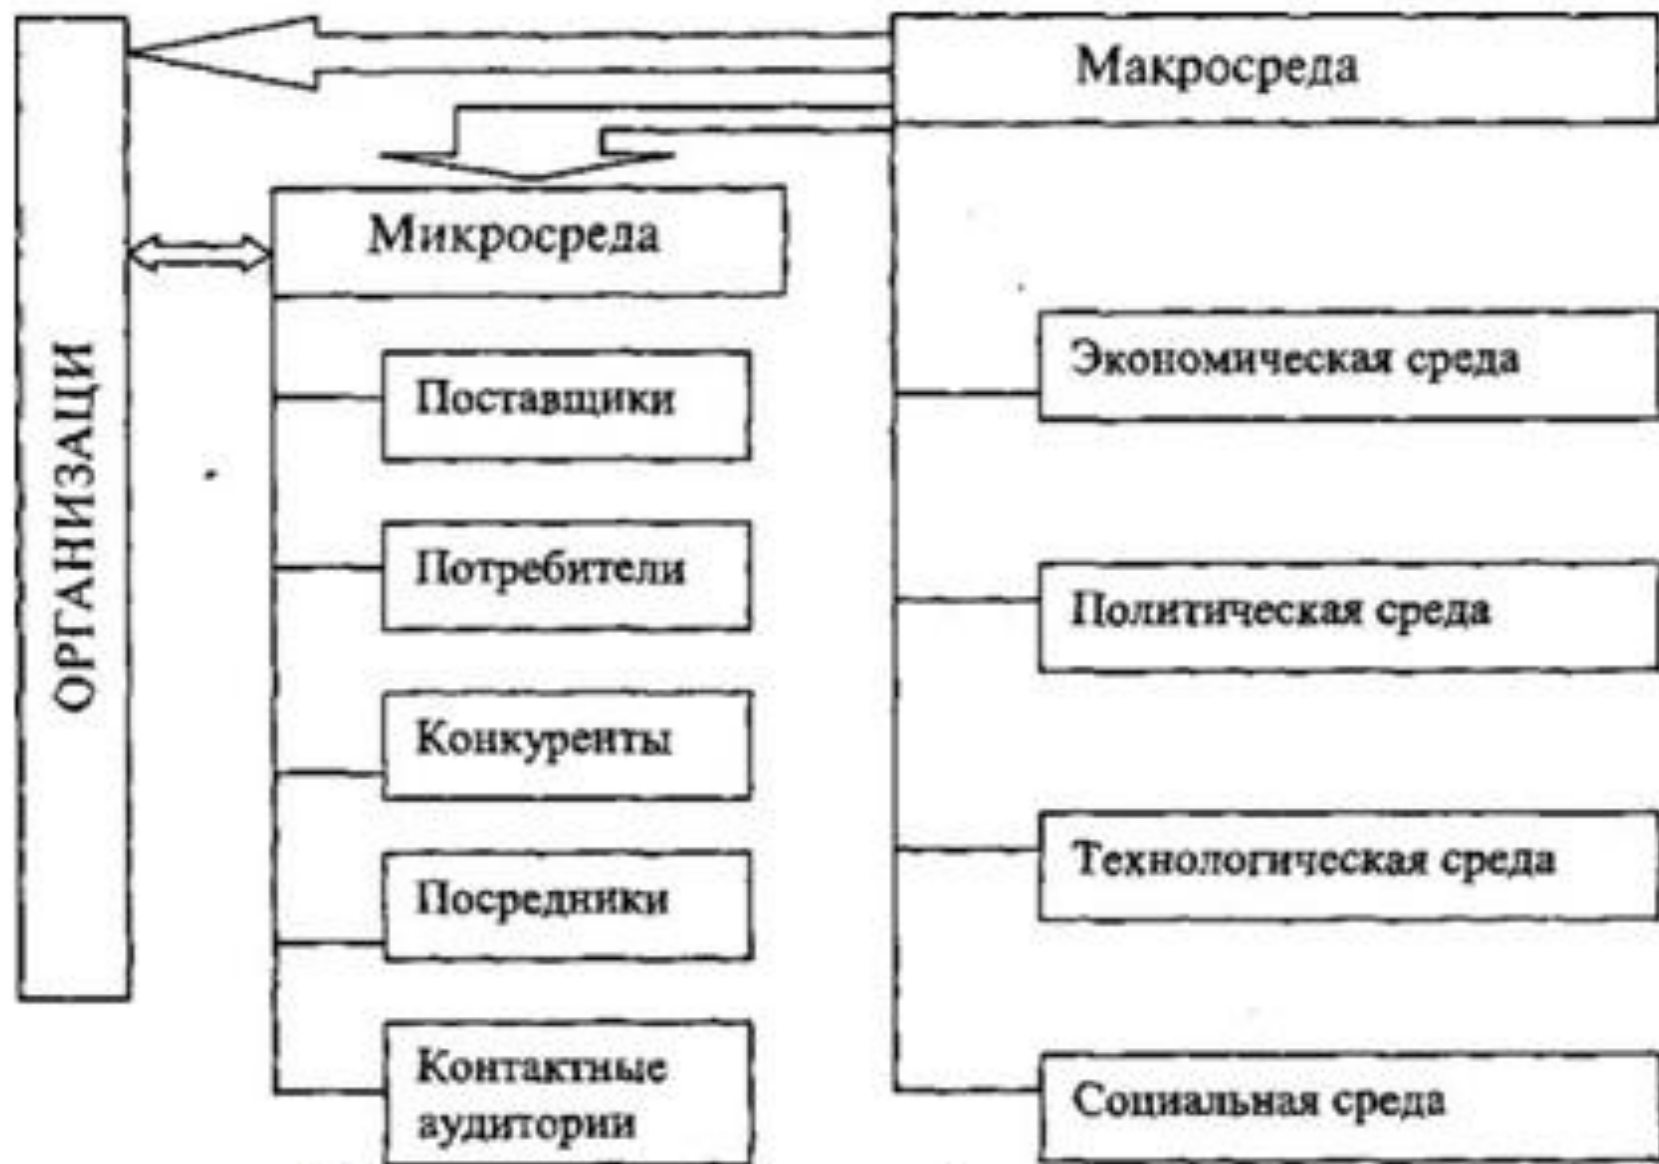 ОРГАНИЗАЦИ
Макросреда
Микросреда
Поставщики
Потребители
Конкуренты
Посредники
Контактные
аудитории
Экономическая среда
Политическая среда
Технологическая среда
Социальная среда